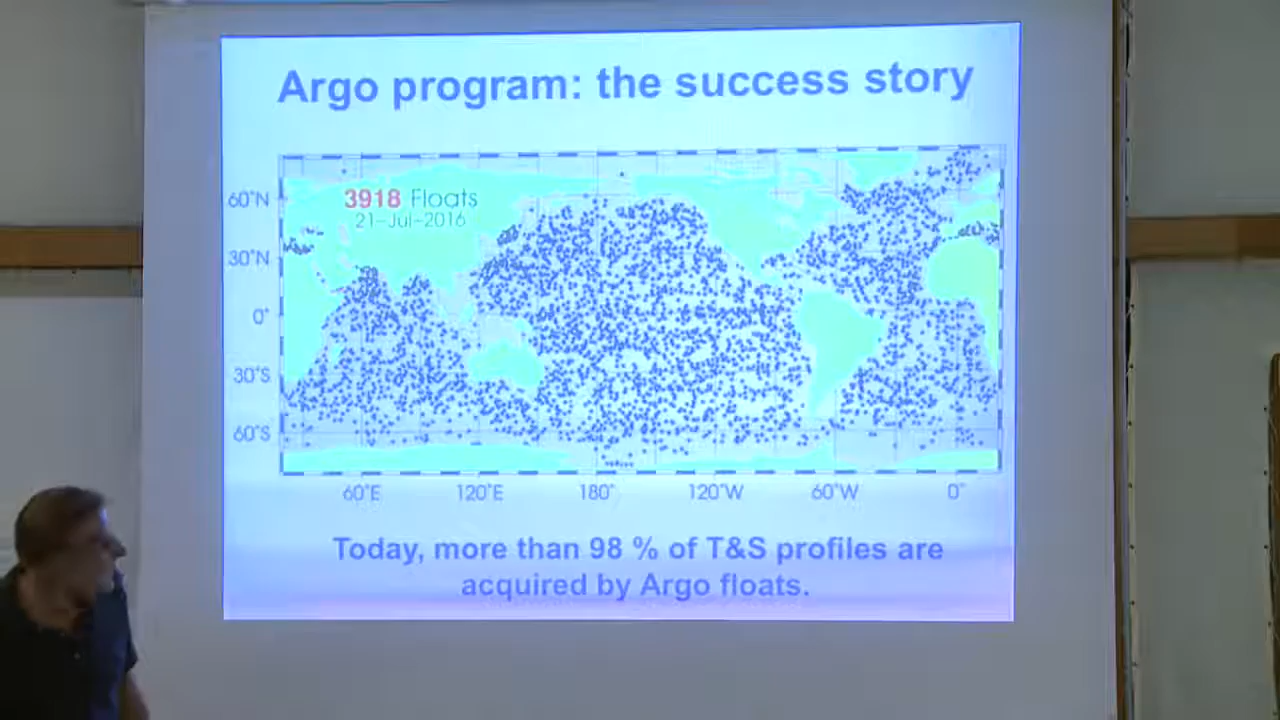 Argo program: the success story
3918 Floats
21-Jul-2016
60°N
30°N
0°
30°S
60°S
60°E 120°E 180° 120°W 60°W 0°
Today, more than 98 % of T&S profiles are
acquired by Argo floats.